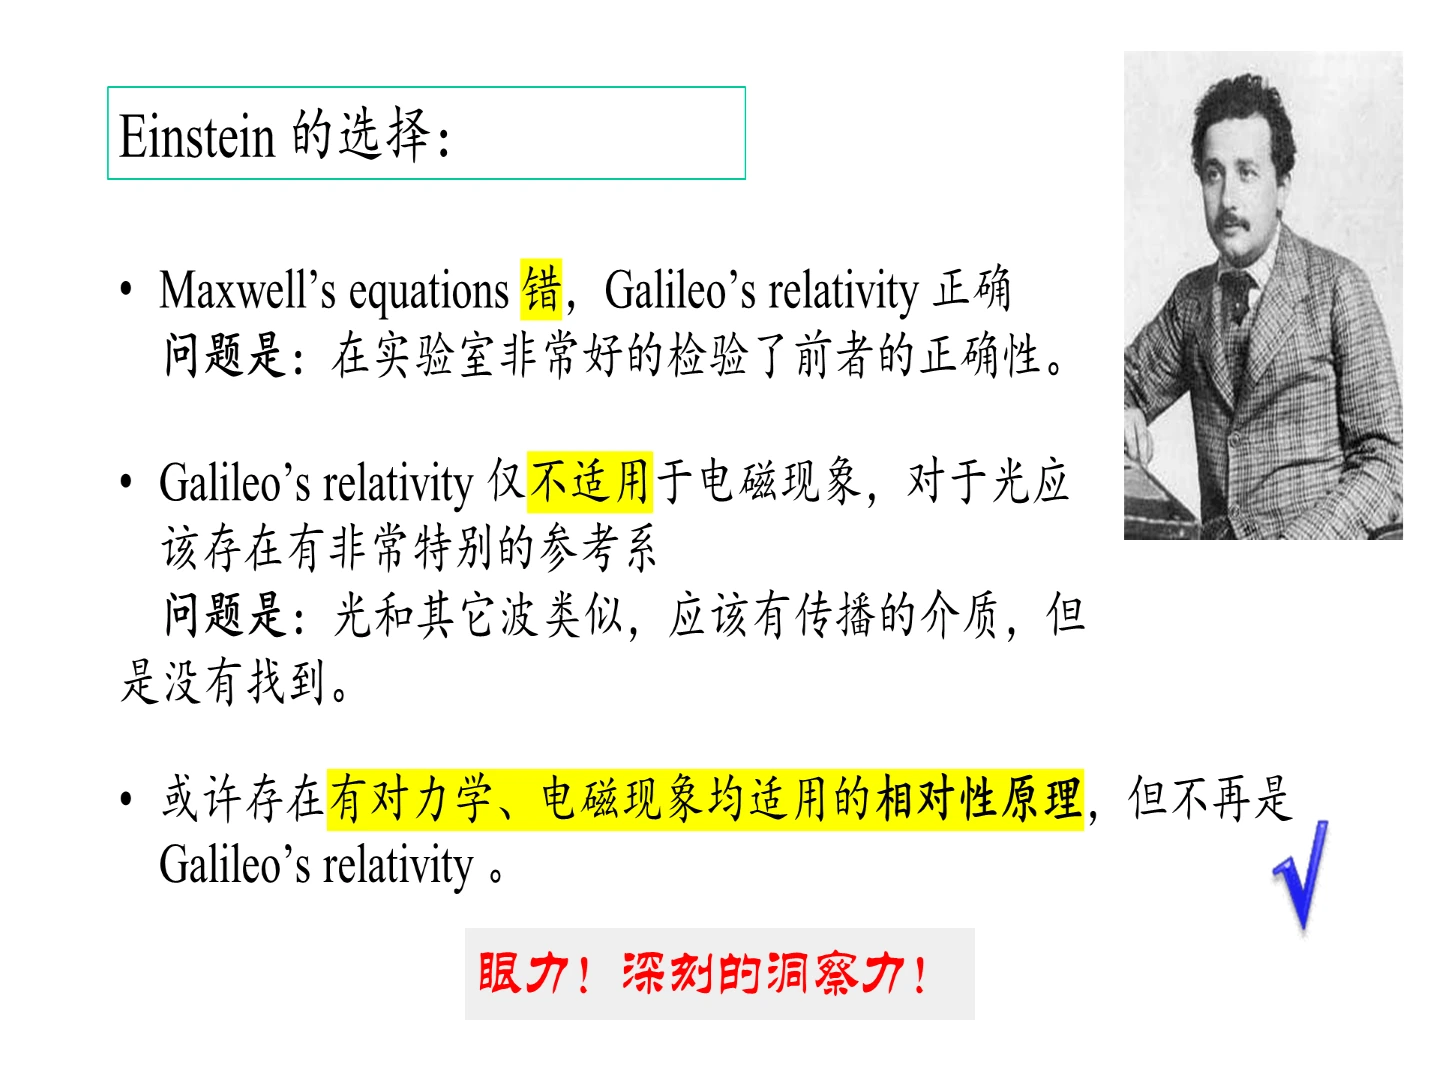 Einstein 的选择：
• Maxwell’s equations 错，Galileo’s relativity 正确
问题是：在实验室非常好的检验了前者的正确性。
• Galileo’s relativity 仅不适用于电磁现象，对于光应
该存在有非常特别的参考系
问题是：光和其它波类似，应该有传播的介质，但
是没有找到。
• 或许存在有对力学、电磁现象均适用的相对性原理，但不再是
Galileo’s relativity 。
眼力！深刻的洞察力！